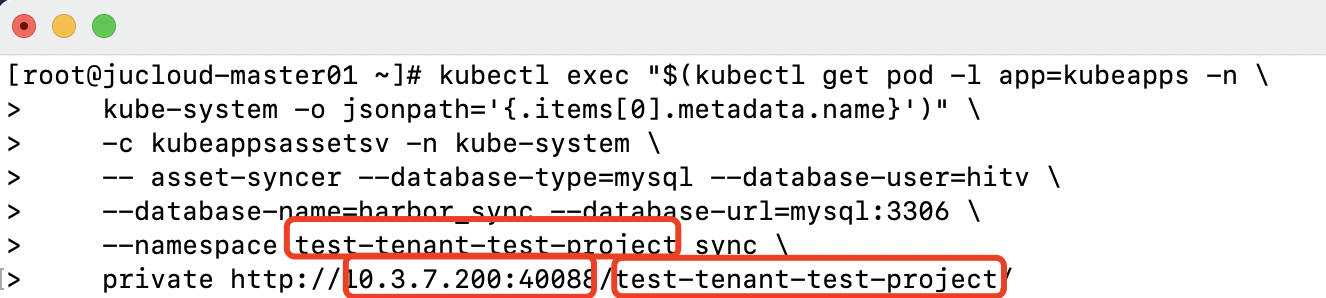 [root@jucloud-master01 ~]# kubectl exec "$(kubectl get pod -l app=kubeapps -n \
>     kube-system -o jsonpath='{.items[0].metadata.name}')" \
>     -c kubeappsassetsv -n kube-system \
>     -- asset-syncer --database-type=mysql --database-user=hitv \
>     --database-name=harbor_sync --database-url=mysql:3306 \
>     --namespace test-tenant-test-project sync \
[>     private http://10.3.7.200:40088/test-tenant-test-project/